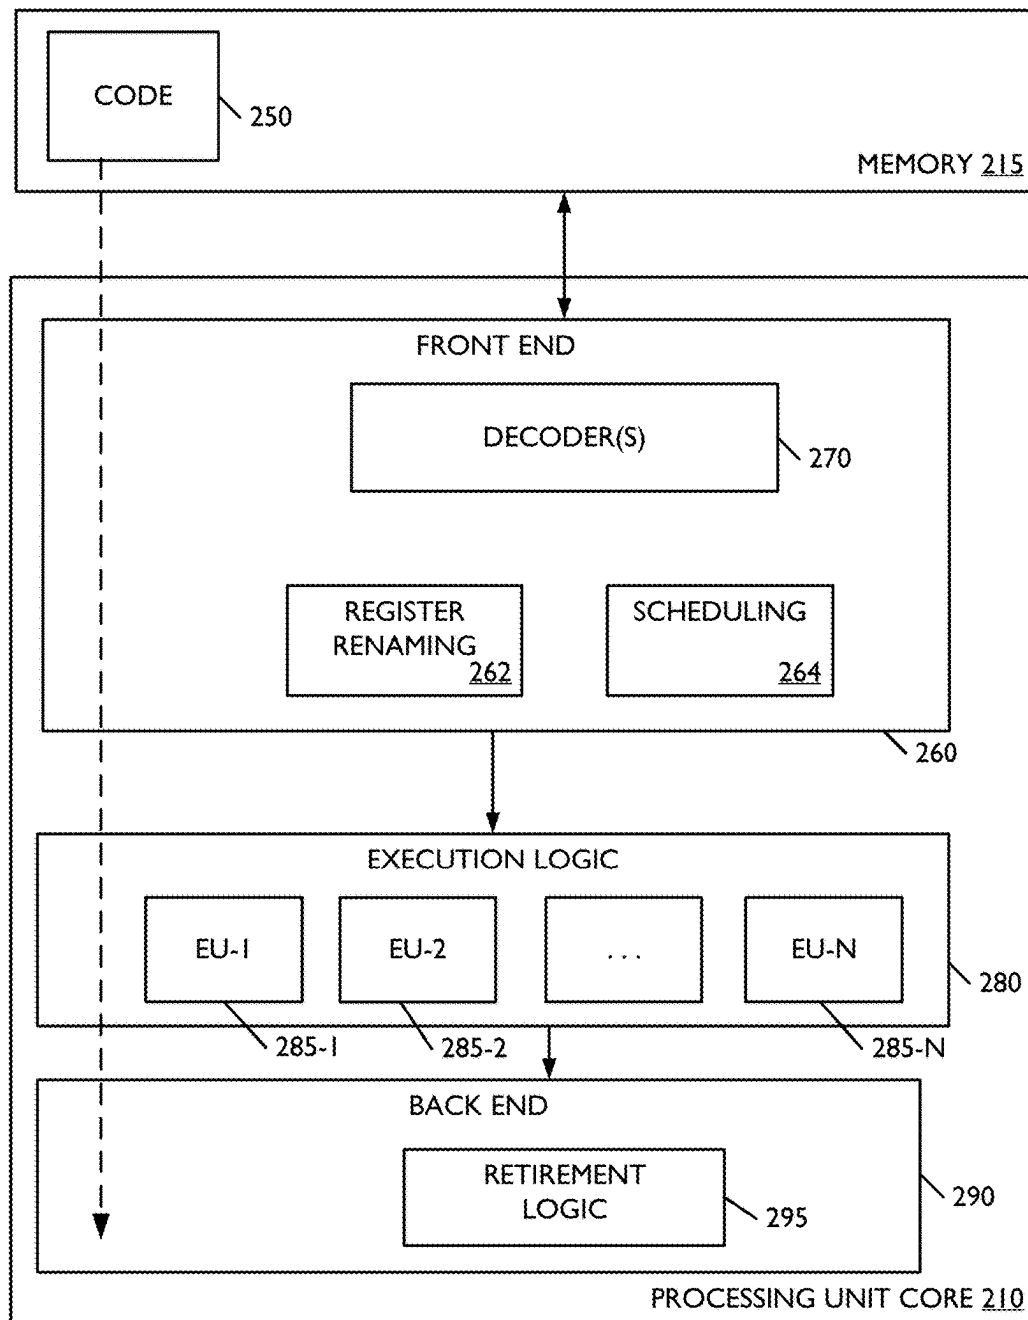 CODE
250
MEMORY 215
FRONT END
DECODER(S)
270
REGISTER
RENAMING
262
SCHEDULING
264
260
EXECUTION LOGIC
EU-1
EU-2
...
EU-N
280
285-1
285-2
285-N
BACK END
RETIREMENT
LOGIC
295
290
PROCESSING UNIT CORE 210